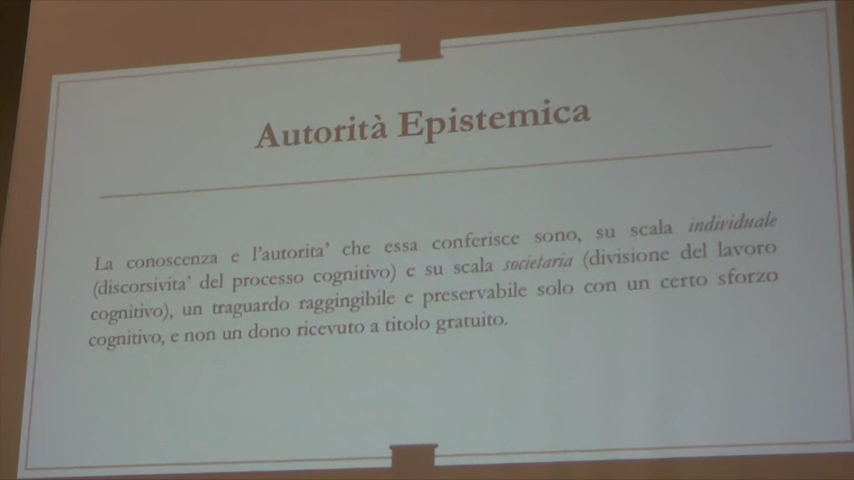 Autorità Epistemica
La conoscenza e l'autorita' che essa conferisce sono, su scala individuale
(discorsivita' del processo cognitivo) e su scala societaria (divisione del lavoro
cognitivo), un traguardo raggingibile e preservabile solo con un certo sforzo
cognitivo, e non un dono ricevuto a titolo gratuito.